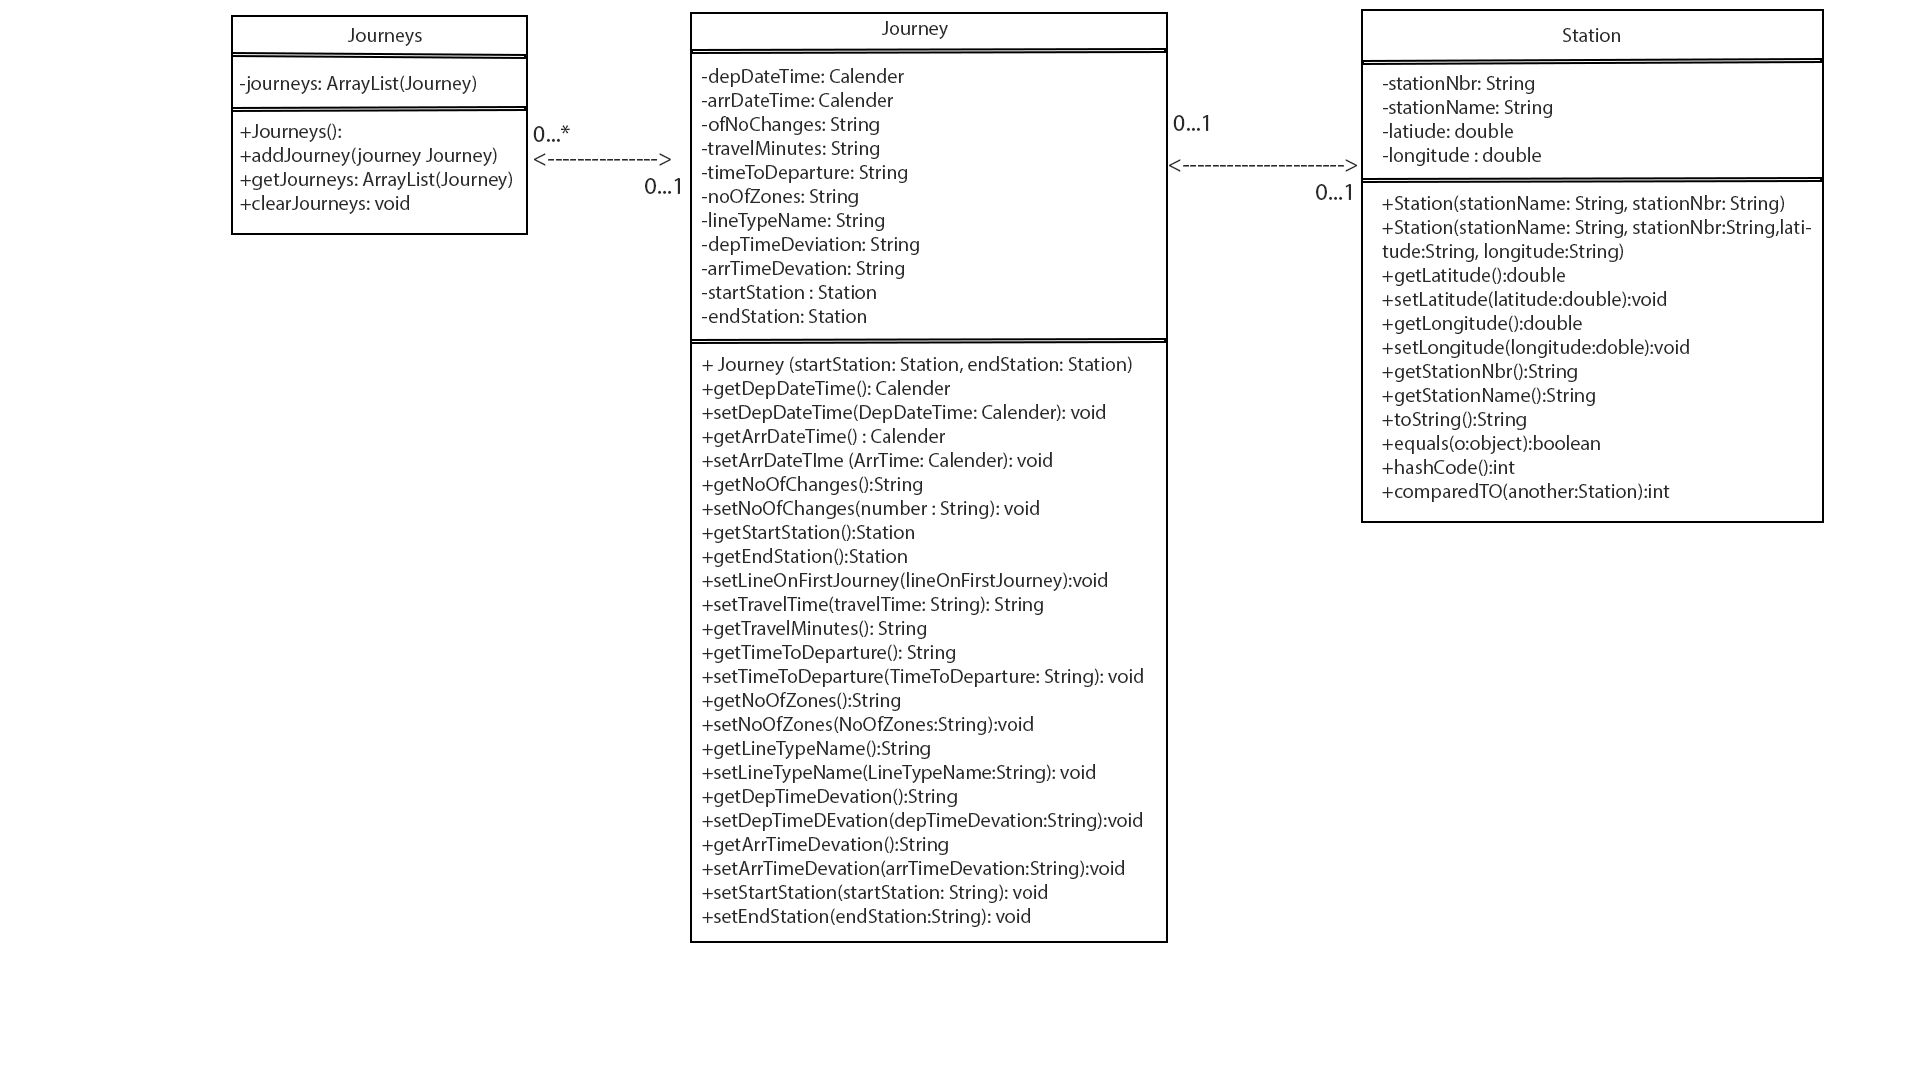 Journeys
-journeys: ArrayList(Journey)
+Journeys():
+addJourney(journey Journey)
+getJourneys: ArrayList(Journey)
+clearJourneys: void
0...*
<--------------->
0...1
Journey
-depDateTime: Calender
-arrDateTime: Calender
-ofNoChanges: String
-travelMinutes: String
-timeToDeparture: String
-noOfZones: String
-lineTypeName: String
-depTimeDeviation: String
-arrTimeDevation: String
-startStation : Station
-endStation: Station
+ Journey (startStation: Station, endStation: Station)
+getDepDateTime(): Calender
+setDepDateTime(DepDateTime: Calender): void
+getArrDateTime() : Calender
+setArrDateTIme (ArrTime: Calender): void
+getNoOfChanges():String
+setNoOfChanges(number : String): void
+getStartStation():Station
+getEndStation():Station
+setLineOnFirstJourney(lineOnFirstJourney):void
+setTravelTime(travelTime: String): String
+getTravelMinutes(): String
+getTimeToDeparture(): String
+setTimeToDeparture(TimeToDeparture: String): void
+getNoOfZones():String
+setNoOfZones(NoOfZones:String):void
+getLineTypeName():String
+setLineTypeName(LineTypeName:String): void
+getDepTimeDevation():String
+setDepTimeDEvation(depTimeDevation:String):void
+getArrTimeDevation():String
+setArrTimeDevation(arrTimeDevation:String):void
+setStartStation(startStation: String): void
+setEndStation(endStation:String): void
0...1
<---------------------->
0...1
Station
-stationNbr: String
-stationName: String
-latiude: double
-longitude : double
+Station(stationName: String, stationNbr: String)
+Station(stationName: String, stationNbr:String,lati-
tude:String, longitude:String)
+getLatitude():double
+setLatitude(latitude:double):void
+getLongitude():double
+setLongitude(longitude:doble):void
+getStationNbr():String
+getStationName():String
+toString():String
+equals(o:object):boolean
+hashCode():int
+comparedTO(another:Station):int